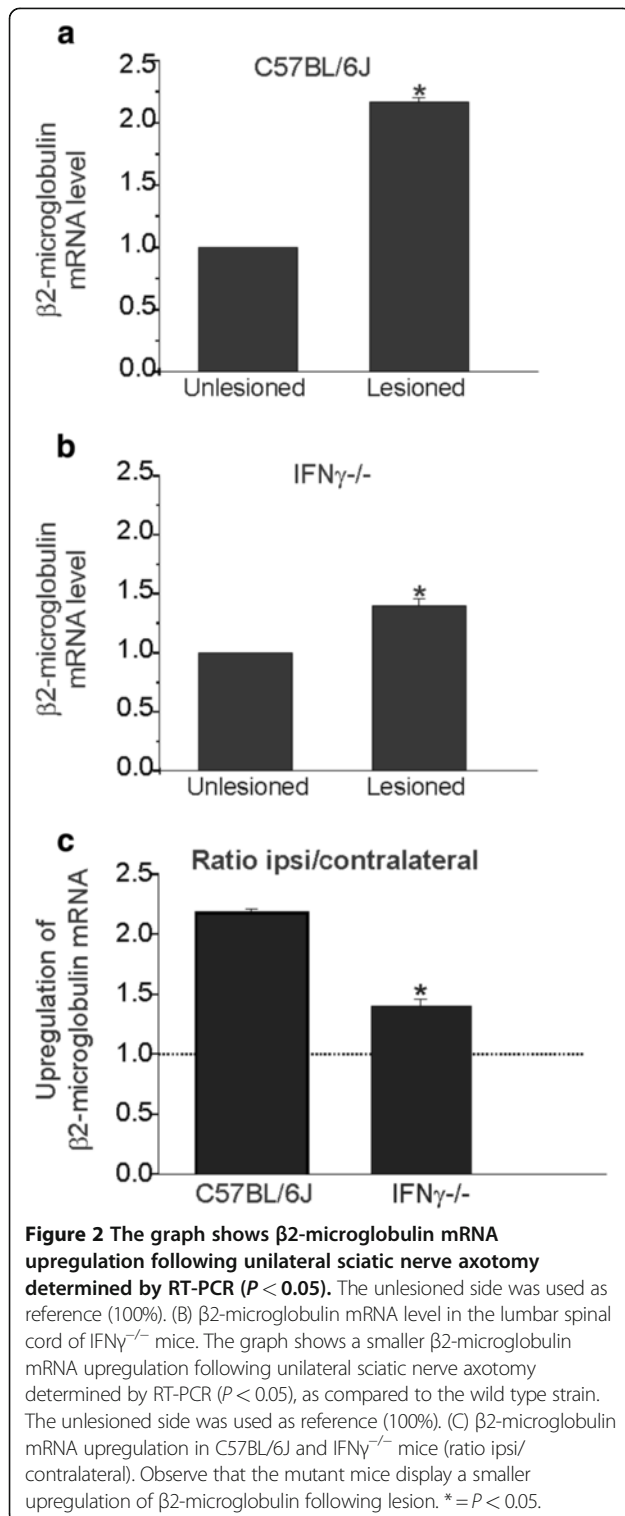 a
C57BL/6J
β2-microglobulin
mRNA level
2.5
2.0
1.5
1.0
0.5
0.0
*
Unlesioned Lesioned
b
IFNγ-/-
β2-microglobulin
mRNA level
2.5
2.0
1.5
1.0
0.5
0.0
*
Unlesioned Lesioned
c
Ratio ipsi/contralateral
Upregulation of
β2-microglobulin mRNA
2.5
2.0
1.5
1.0
0.5
0.0
*
C57BL/6J IFNγ-/-
Figure 2 The graph shows β2-microglobulin mRNA
upregulation following unilateral sciatic nerve axotomy
determined by RT-PCR (P < 0.05). The unlesioned side was used as
reference (100%). (B) β2-microglobulin mRNA level in the lumbar spinal
cord of IFNγ−/− mice. The graph shows a smaller β2-microglobulin
mRNA upregulation following unilateral sciatic nerve axotomy
determined by RT-PCR (P < 0.05), as compared to the wild type strain.
The unlesioned side was used as reference (100%). (C) β2-microglobulin
mRNA upregulation in C57BL/6J and IFNγ−/− mice (ratio ipsi/
contralateral). Observe that the mutant mice display a smaller
upregulation of β2-microglobulin following lesion. * = P < 0.05.